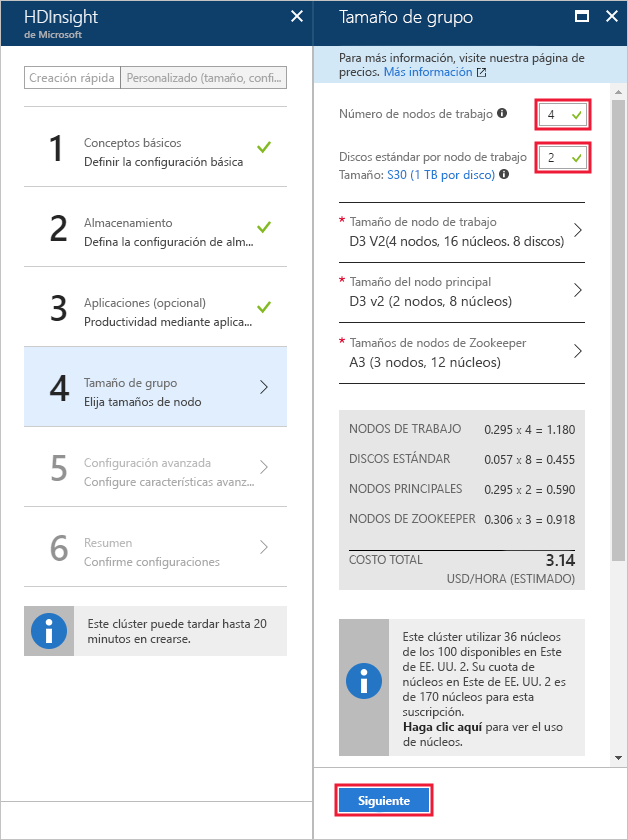 HDInsight
de Microsoft
Creación rápida
Personalizado (tamaño, confi...
1
Conceptos básicos
Definir la configuración básica
2
Almacenamiento
Defina la configuración de alm...
3
Aplicaciones (opcional)
Productividad mediante aplica...
4
Tamaño de grupo
Elija tamaños de nodo
5
Configuración avanzada
Configure características avanz...
6
Resumen
Confirme configuraciones
Este clúster puede tardar hasta 20
minutos en crearse.
Tamaño de grupo
Para más información, visite nuestra página de
precios. Más información
Número de nodos de trabajo
4
Discos estándar por nodo de trabajo
2
Tamaño: S30 (1 TB por disco)
* Tamaño de nodo de trabajo
D3 V2(4 nodos, 16 núcleos. 8 discos)
* Tamaño del nodo principal
D3 v2 (2 nodos, 8 núcleos)
* Tamaños de nodos de Zookeeper
A3 (3 nodos, 12 núcleos)
NODOS DE TRABAJO 0.295 x 4 = 1.180
DISCOS ESTÁNDAR 0.057 x 8 = 0.455
NODOS PRINCIPALES 0.295 x 2 = 0.590
NODOS DE ZOOKEEPER 0.306 x 3 = 0.918
COSTO TOTAL 3.14
USD/HORA (ESTIMADO)
Este clúster utilizar 36 núcleos
de los 100 disponibles en Este
de EE. UU. 2. Su cuota de
núcleos en Este de EE. UU. 2 es
de 170 núcleos para esta
suscripción.
Haga clic aquí para ver el uso
de núcleos.
Siguiente